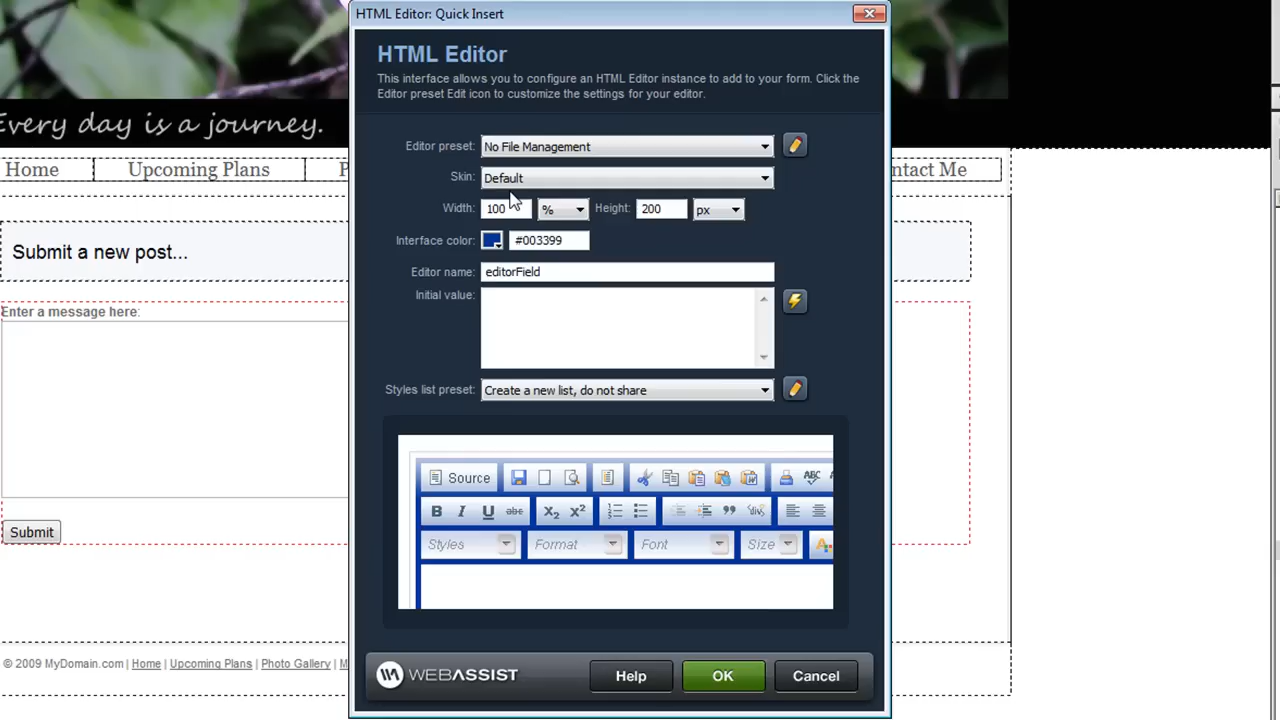 HTML Editor: Quick Insert
HTML Editor
This interface allows you to configure an HTML Editor instance to add to your form. Click the
Editor preset Edit icon to customize the settings for your editor.
Every day is a journey.
Home Upcoming Plans P ntact Me
Editor preset: No File Management
Skin: Default
Width: 100 % Height: 200 px
Interface color: #003399
Editor name: editorField
Initial value:
Styles list preset: Create a new list, do not share
Submit a new post...
Enter a message here:
Submit
Source ABC
B I U abc X2 X2 div
Styles Format Font Size A
WEBASSIST Help OK Cancel
© 2009 MyDomain.com | Home | Upcoming Plans | Photo Gallery | M